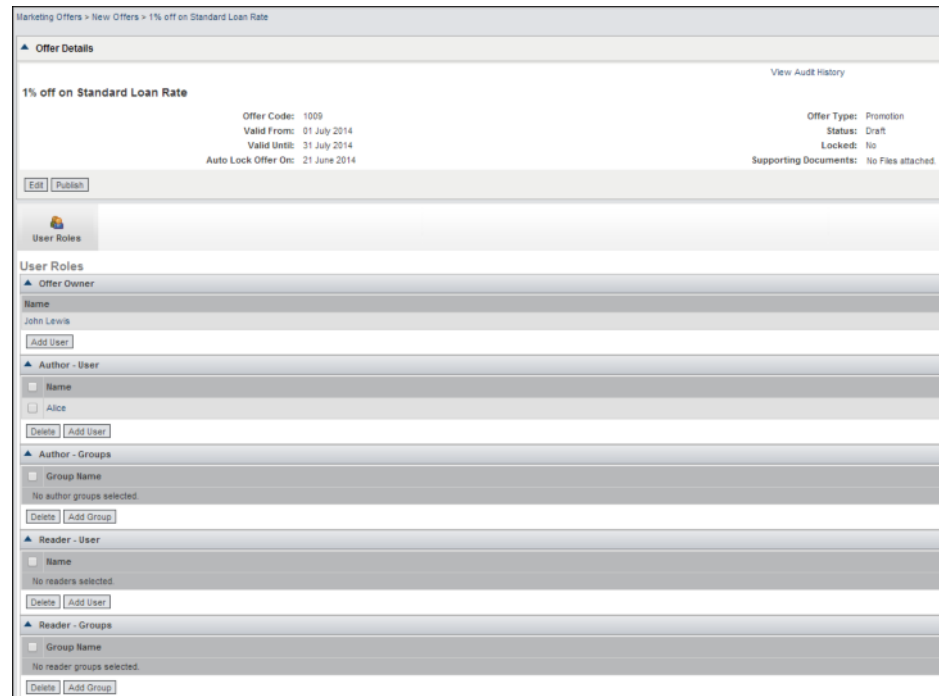 Marketing Offers > New Offers > 1% off on Standard Loan Rate
Offer Details
View Audit History
1% off on Standard Loan Rate
Offer Code: 1009 Offer Type: Promotion
Valid From: 01 July 2014 Status: Draft
Valid Until: 31 July 2014 Locked: No
Auto Lock Offer On: 21 June 2014 Supporting Documents: No Files attached.
Edit Publish
User Roles
User Roles
Offer Owner
Name
John Lewis
Add User
Author - User
Name
Alice
Delete Add User
Author - Groups
Group Name
No author groups selected.
Delete Add Group
Reader - User
Name
No readers selected.
Delete Add User
Reader - Groups
Group Name
No reader groups selected.
Delete Add Group